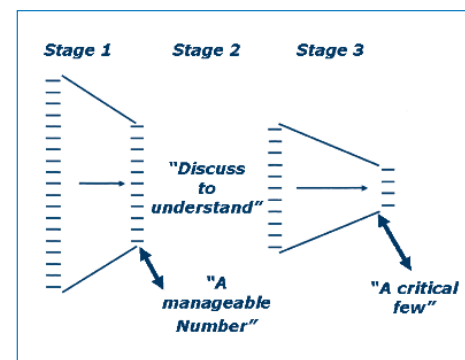 Stage 1 Stage 2 Stage 3
“Discuss
to
understand”
“A
manageable
Number”
“A critical
few”